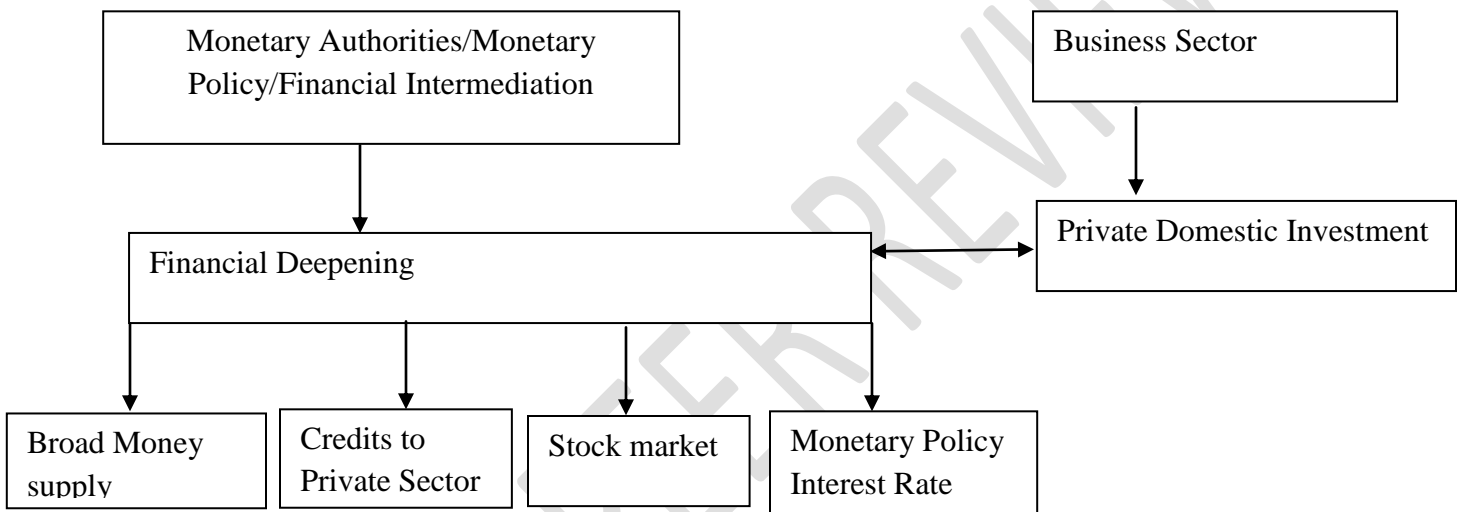 Monetary Authorities/Monetary
Policy/Financial Intermediation
Business Sector
Private Domestic Investment
Financial Deepening
Broad Money
supply
Credits to
Private Sector
Stock market
Monetary Policy
Interest Rate